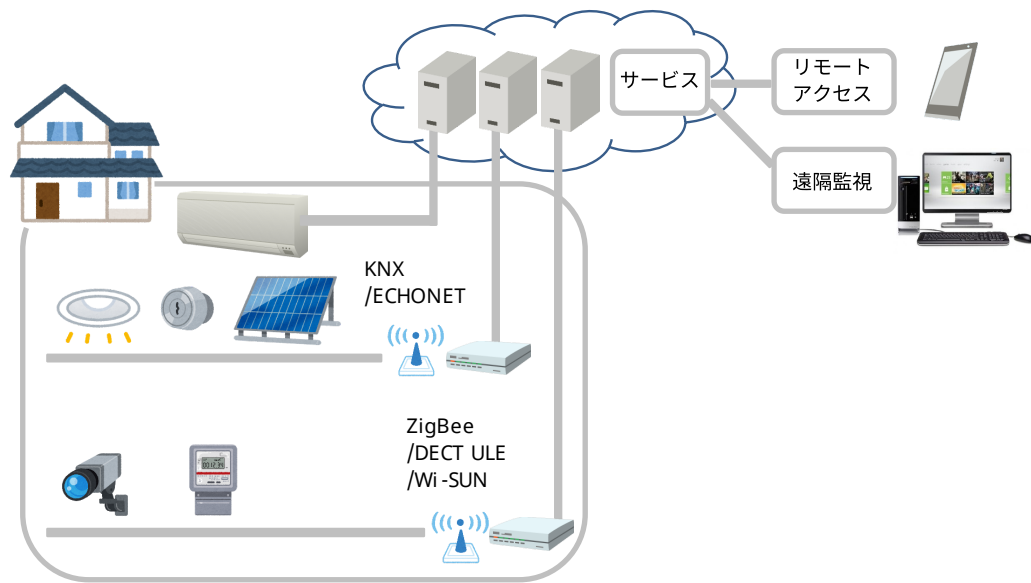 サービス
リモート
アクセス
遠隔監視
KNX
/ECHONET
ZigBee
/DECT ULE
/Wi-SUN